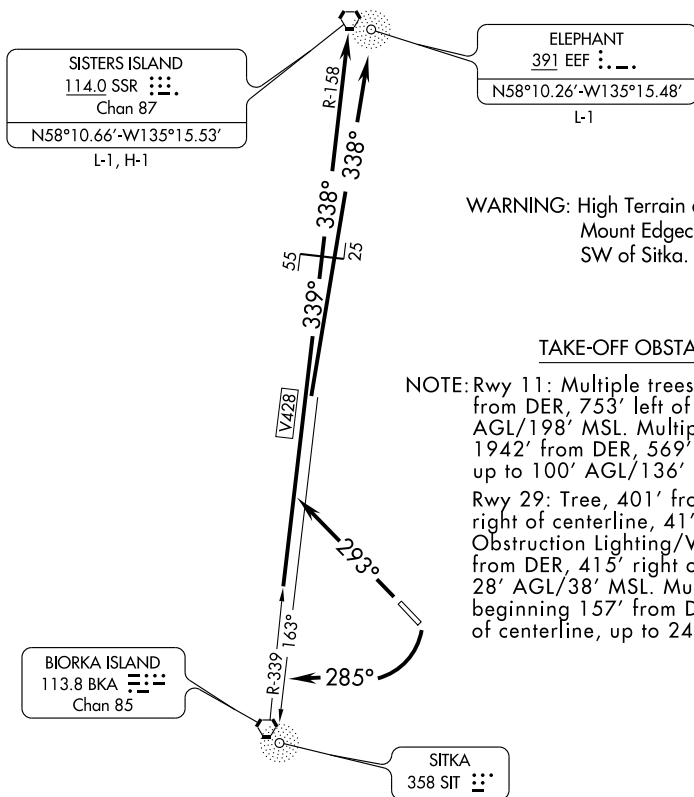 SISTERS ISLAND
114.0 SSR
Chan 87
N58°10.66'-W135°15.53'
L-1, H-1
ELEPHANT
391 EEF
N58°10.26'-W135°15.48'
L-1
R-158
338°
338°
55
25
339°
V428
WARNING: High Terrain
Mount Edgec
SW of Sitka.
TAKE-OFF OBSTA
NOTE: Rwy 11: Multiple trees
from DER, 753' left of
AGL/198' MSL. Multip
1942' from DER, 569'
up to 100' AGL/136'
Rwy 29: Tree, 401' fro
right of centerline, 41'
Obstruction Lighting/V
from DER, 415' right o
28' AGL/38' MSL. Mu
beginning 157' from D
of centerline, up to 24
293°
285°
R-339
163°
BIORKA ISLAND
113.8 BKA
Chan 85
SITKA
358 SIT